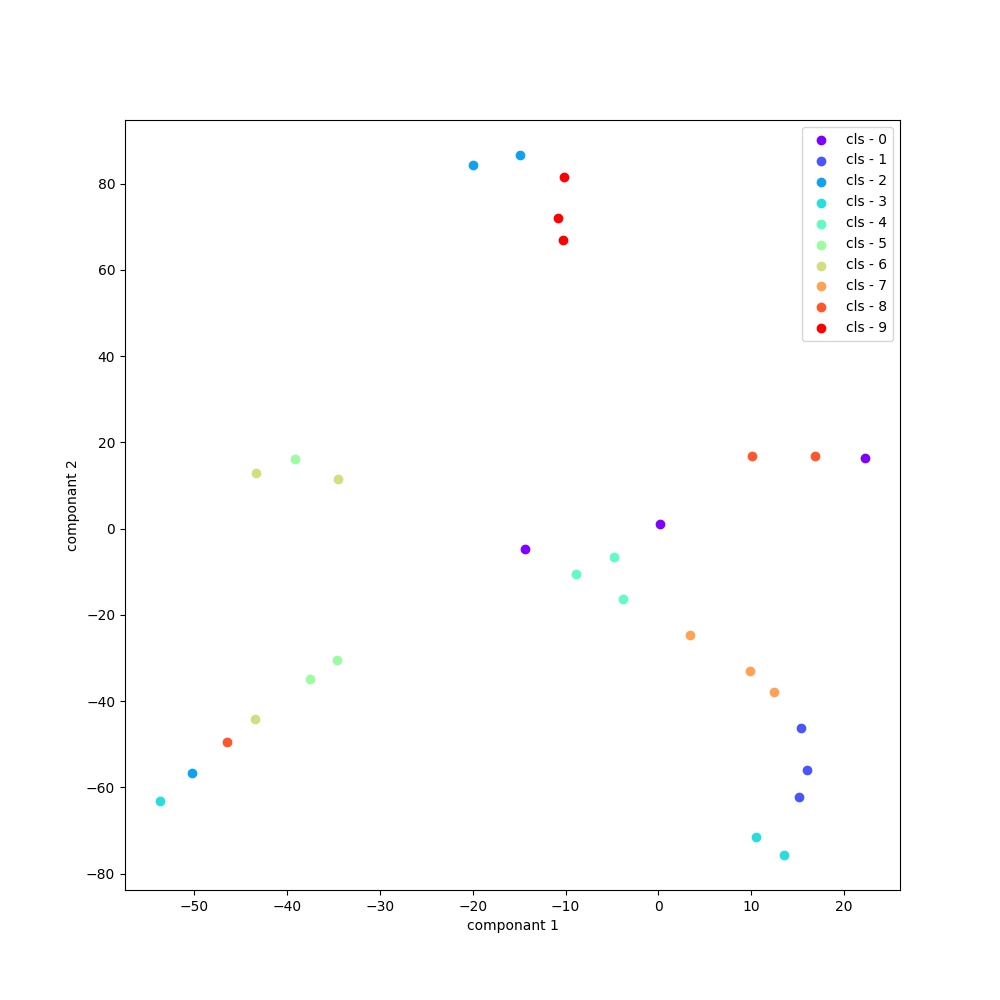 cls - 0
cls - 1
cls - 2
cls - 3
cls - 4
cls - 5
cls - 6
cls - 7
cls - 8
cls - 9
80
60
40
20
0
−20
−40
−60
−80
componant 2
−50 −40 −30 −20 −10 0 10 20
componant 1